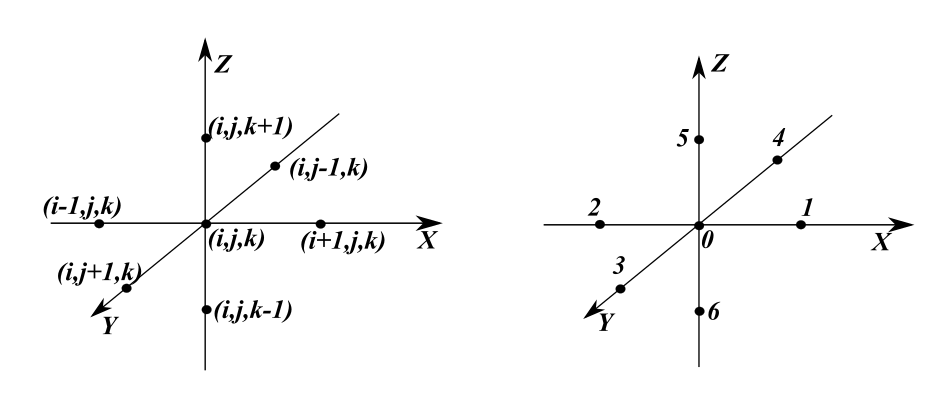 Z
(i,j,k+1)
(i,j-1,k)
(i-1,j,k)
(i,j,k)
(i+1,j,k)
X
(i,j+1,k)
Y
(i,j,k-1)
Z
5
4
2
1
0
X
3
Y
6